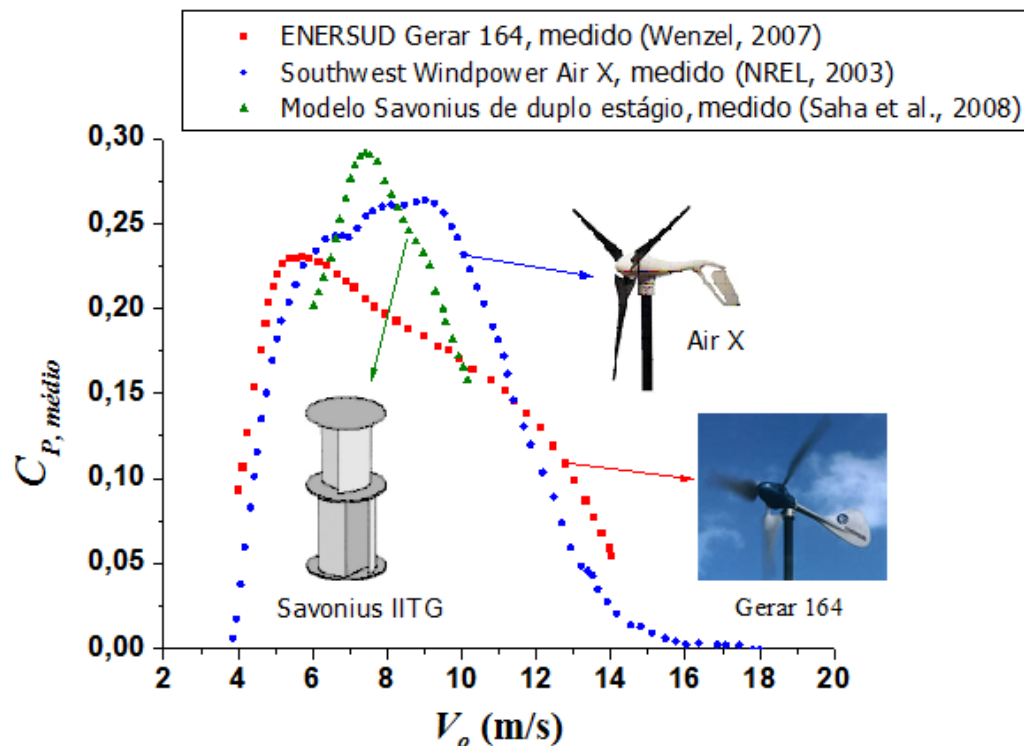 ENERSUD Gerar 164, medido (Wenzel, 2007)
Southwest Windpower Air X, medido (NREL, 2003)
Modelo Savonius de duplo estágio, medido (Saha et al., 2008)
0,30
0,25
0,20
0,15
0,10
0,05
0,00
C_P, médio
Air X
Savonius IITG
Gerar 164
2 4 6 8 10 12 14 16 18 20
V_o (m/s)